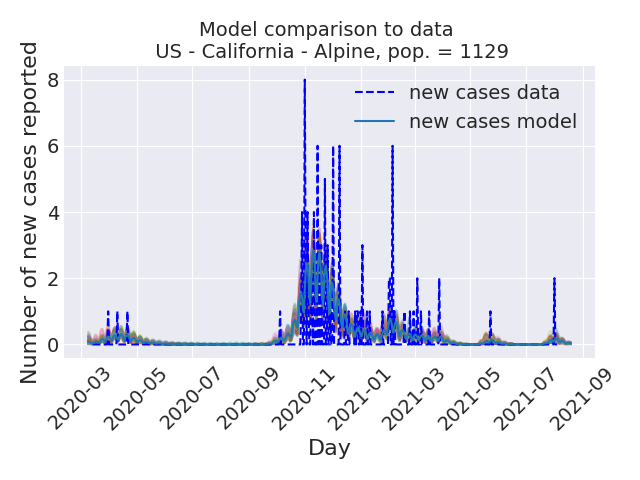 Model comparison to data
US - California - Alpine, pop. = 1129
Number of new cases reported
8
6
4
2
0
new cases data
new cases model
2020-03
2020-05
2020-07
2020-09
2020-11
2021-01
2021-03
2021-05
2021-07
2021-09
Day